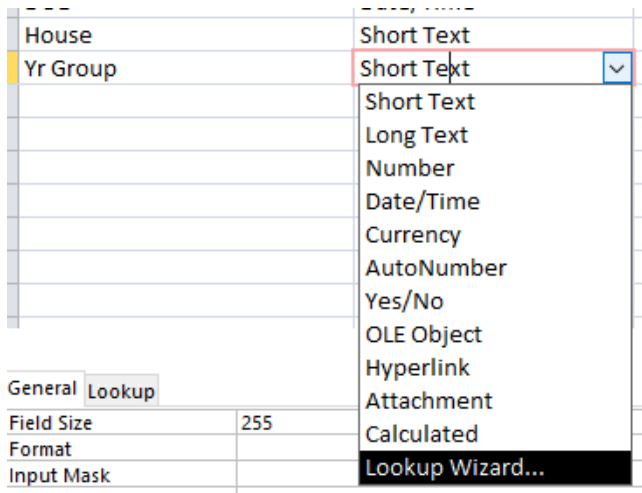 House Short Text
Yr Group Short Text
Short Text
Long Text
Number
Date/Time
Currency
AutoNumber
Yes/No
OLE Object
Hyperlink
Attachment
Calculated
Lookup Wizard...
General Lookup
Field Size 255
Format
Input Mask